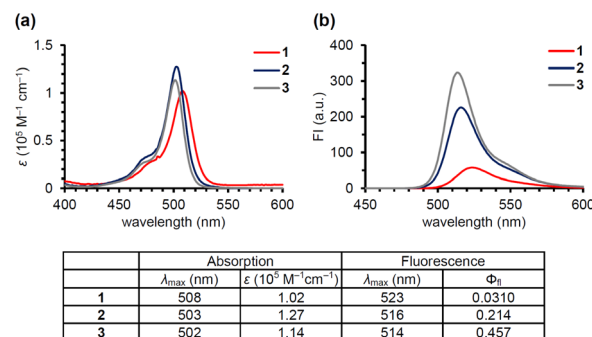 (a)
ε (10⁵ M⁻¹ cm⁻¹)
1.5
1
0.5
0
400 450 500 550 600
wavelength (nm)
1
2
3
(b)
FI (a.u.)
400
300
200
100
0
450 500 550 600
wavelength (nm)
1
2
3
Absorption Fluorescence
λmax (nm) ε (10⁵ M⁻¹cm⁻¹) λmax (nm) Φfl
1 508 1.02 523 0.0310
2 503 1.27 516 0.214
3 502 1.14 514 0.457